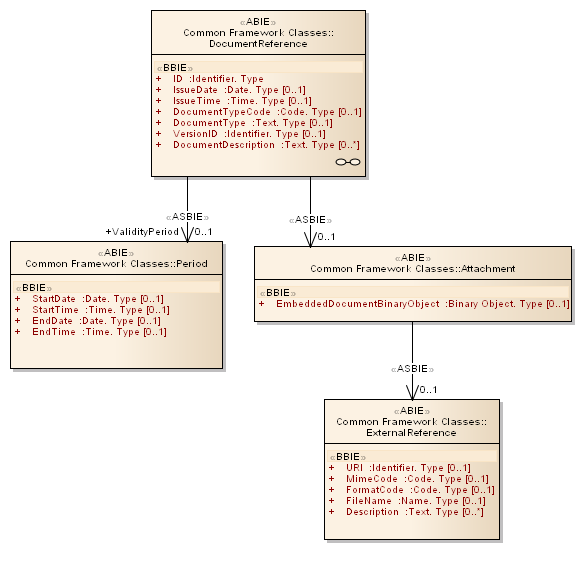 «ABIE»
Common Framework Classes::
DocumentReference
«BBIE»
+ ID :Identifier. Type
+ IssueDate :Date. Type [0..1]
+ IssueTime :Time. Type [0..1]
+ DocumentTypeCode :Code. Type [0..1]
+ DocumentType :Text. Type [0..1]
+ VersionID :Identifier. Type [0..1]
+ DocumentDescription :Text. Type [0..*]
«ASBIE»
+ValidityPeriod 0..1
«ASBIE»
0..1
«ABIE»
Common Framework Classes::Period
«BBIE»
+ StartDate :Date. Type [0..1]
+ StartTime :Time. Type [0..1]
+ EndDate :Date. Type [0..1]
+ EndTime :Time. Type [0..1]
«ABIE»
Common Framework Classes::Attachment
«BBIE»
+ EmbeddedDocumentBinaryObject :Binary Object. Type [0..1]
«ASBIE»
0..1
«ABIE»
Common Framework Classes::
ExternalReference
«BBIE»
+ URI :Identifier. Type [0..1]
+ MimeCode :Code. Type [0..1]
+ FormatCode :Code. Type [0..1]
+ FileName :Name. Type [0..1]
+ Description :Text. Type [0..*]